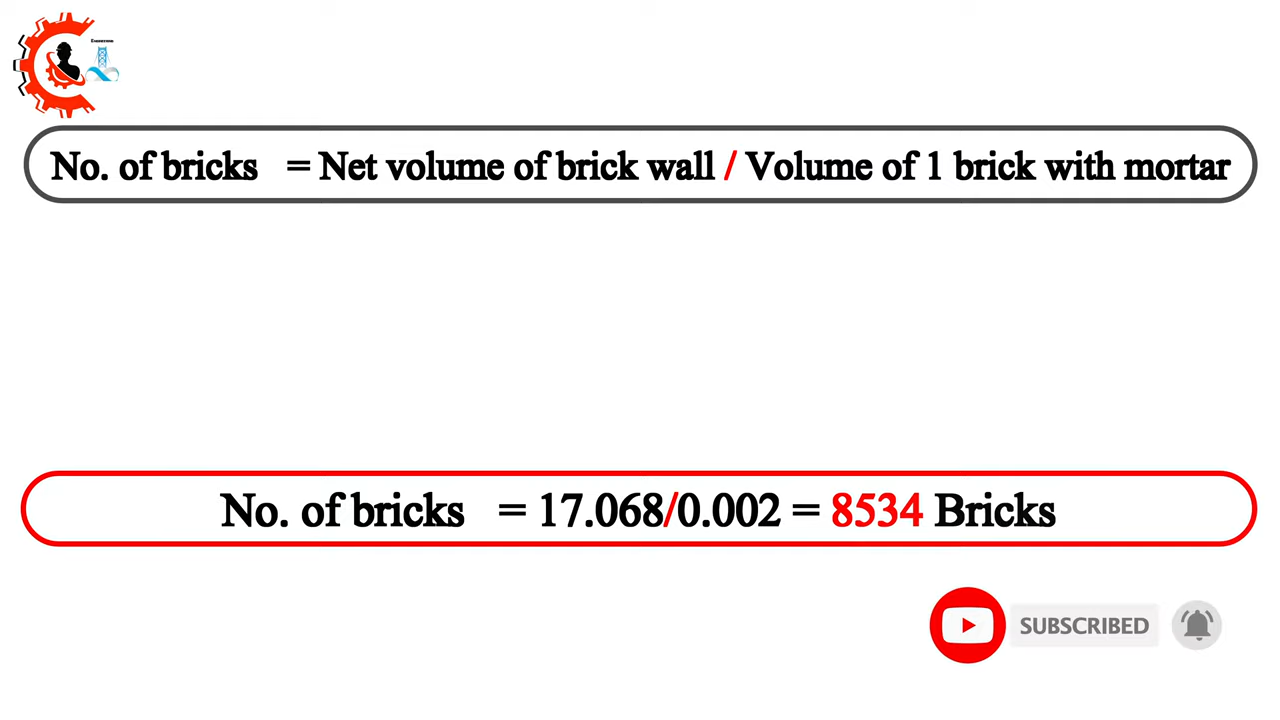 No. of bricks = Net volume of brick wall / Volume of 1 brick with mortar
No. of bricks = 17.068/0.002 = 8534 Bricks
SUBSCRIBED